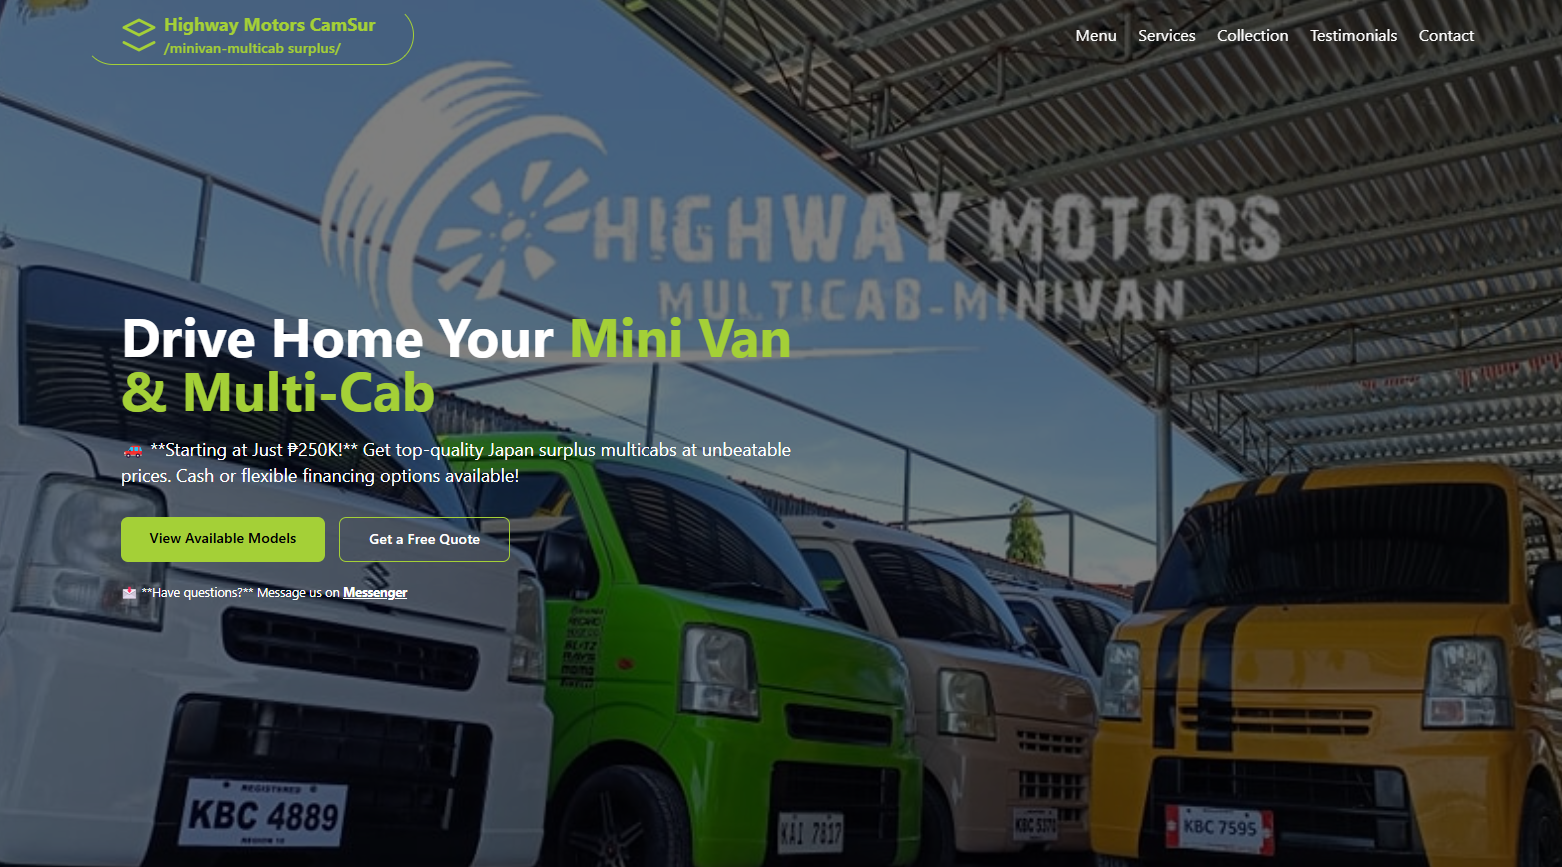 Highway Motors CamSur
/minivan-multicab surplus/
Menu Services Collection Testimonials Contact
HIGHWAY MOTORS
MULTICAB-MINIVAN
Drive Home Your Mini Van
& Multi-Cab
🚗 **Starting at Just ₱250K!** Get top-quality Japan surplus multicabs at unbeatable
prices. Cash or flexible financing options available!
View Available Models Get a Free Quote
📩 **Have questions?** Message us on Messenger
REGISTERED
KBC 4889
REGION 10
KAI 7817
KBC 5370
KBC 7595